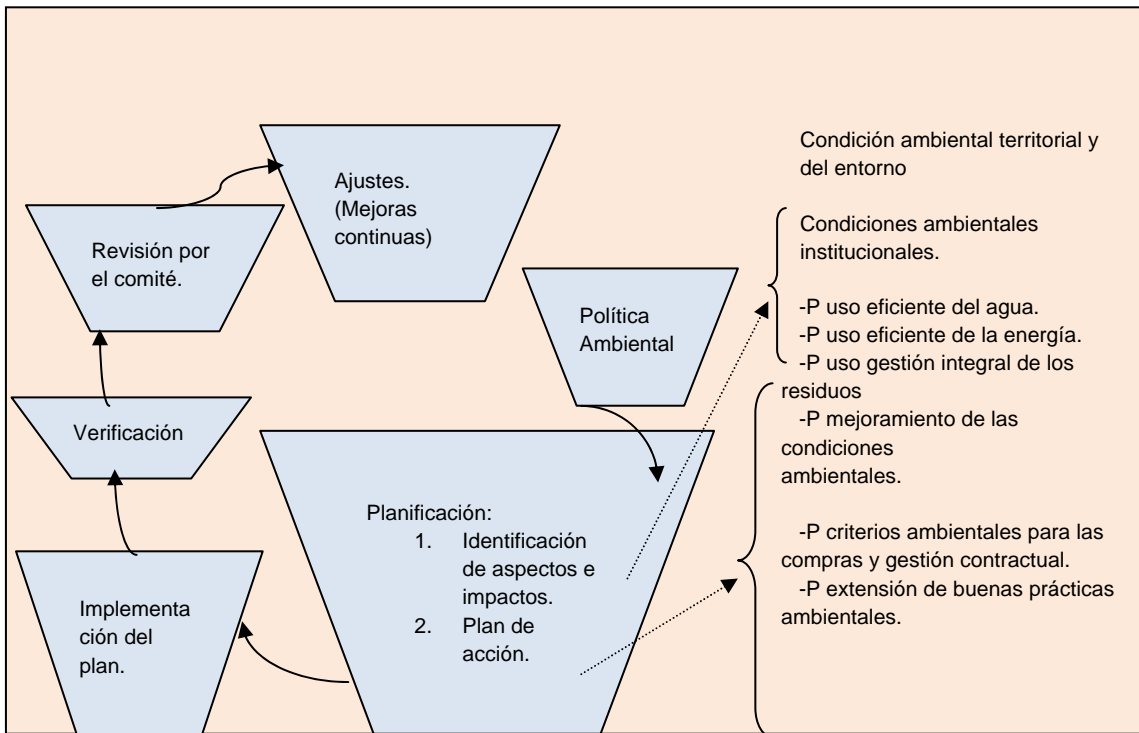 Ajustes.
(Mejoras
continuas)
Revisión por
el comité.
Política
Ambiental
Verificación
Planificación:
1. Identificación
de aspectos e
impactos.
2. Plan de
acción.
Implementa
ción del
plan.
Condición ambiental territorial y
del entorno
Condiciones ambientales
institucionales.
-P uso eficiente del agua.
-P uso eficiente de la energía.
-P uso gestión integral de los
residuos
-P mejoramiento de las
condiciones
ambientales.
-P criterios ambientales para las
compras y gestión contractual.
-P extensión de buenas prácticas
ambientales.